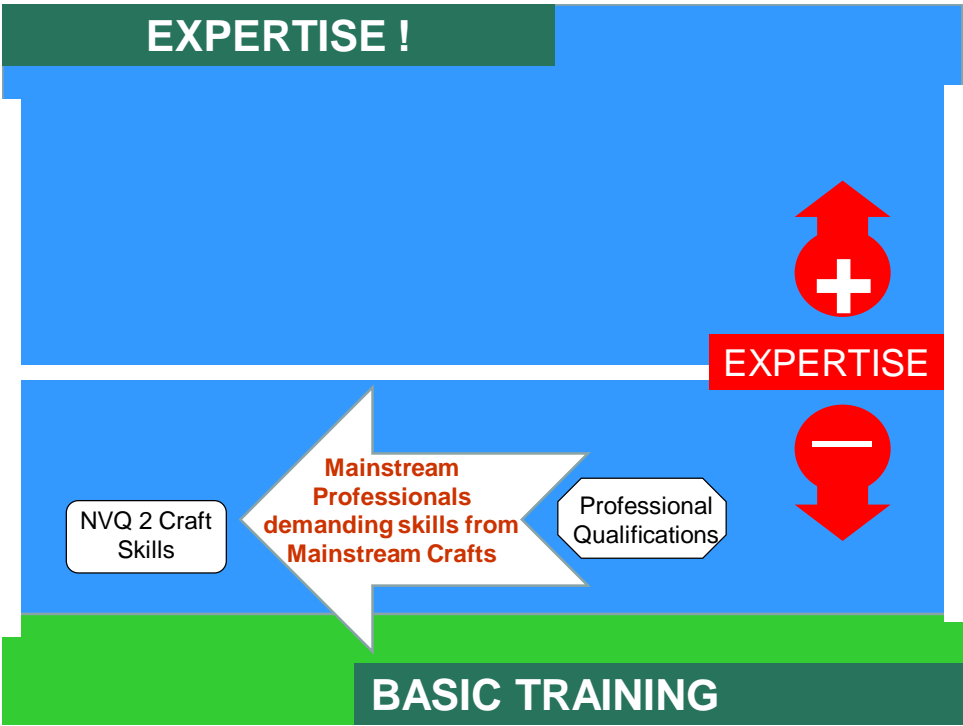 EXPERTISE !
+
EXPERTISE
—
Mainstream
Professionals
demanding skills from
Mainstream Crafts
NVQ 2 Craft
Skills
Professional
Qualifications
BASIC TRAINING